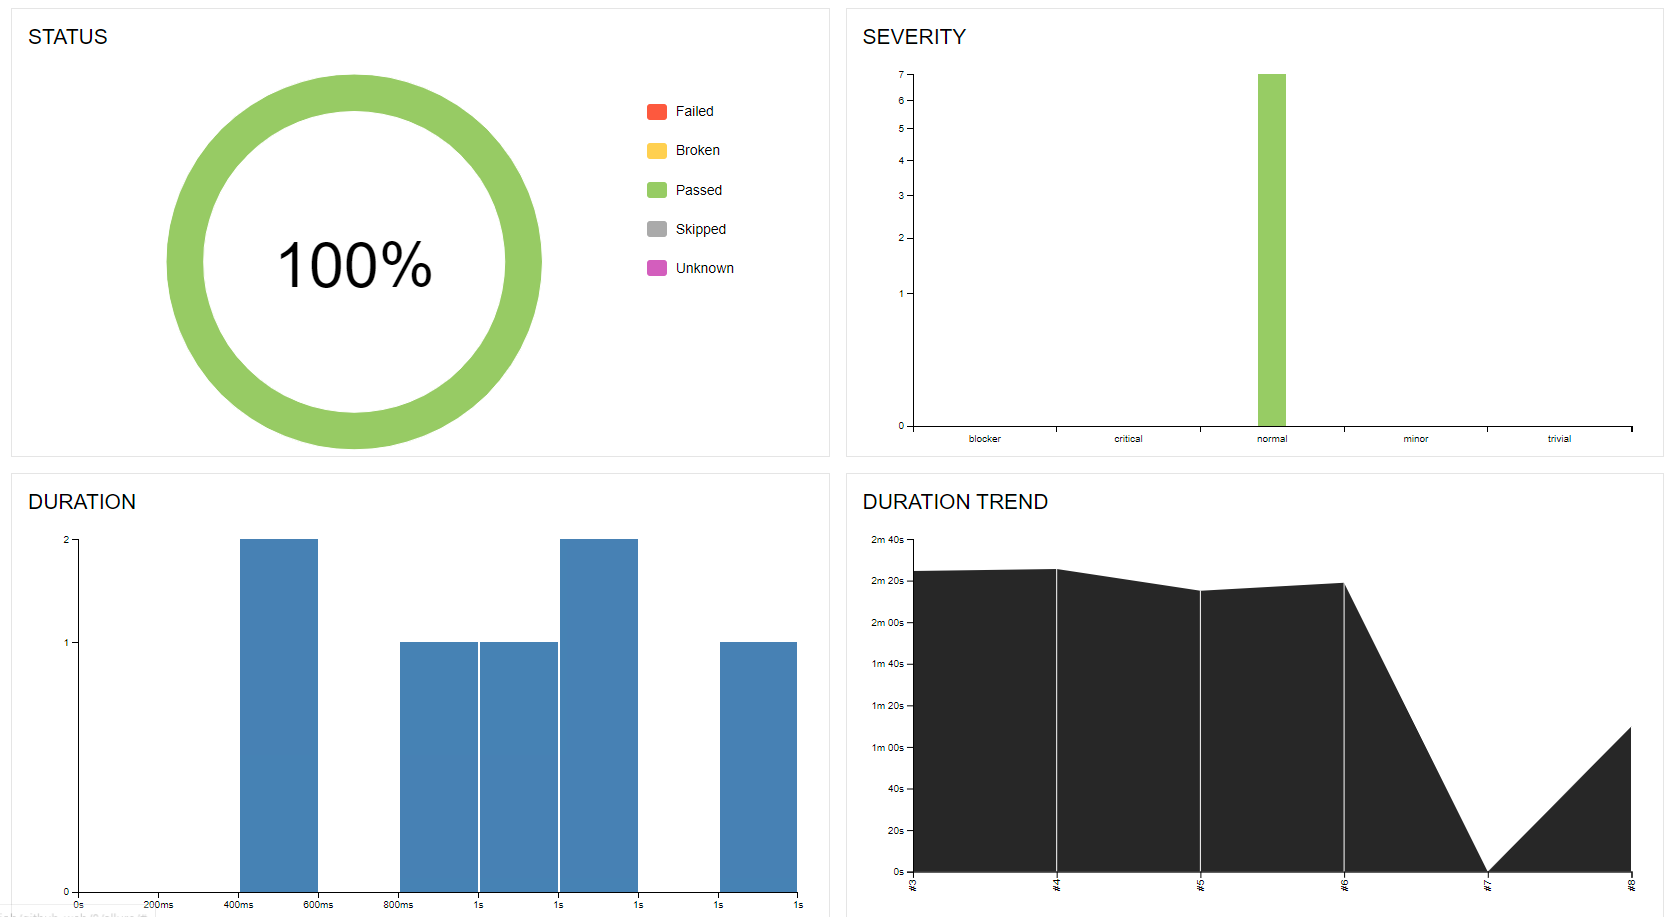 STATUS
100%
Failed
Broken
Passed
Skipped
Unknown
SEVERITY
7
6
5
4
3
2
1
0
blocker
critical
normal
minor
trivial
DURATION
2
1
0
0s
200ms
400ms
600ms
800ms
1s
1s
1s
1s
DURATION TREND
2m 40s
2m 20s
2m 00s
1m 40s
1m 20s
1m 00s
40s
20s
0s
#3
#4
#5
#6
#7
#8